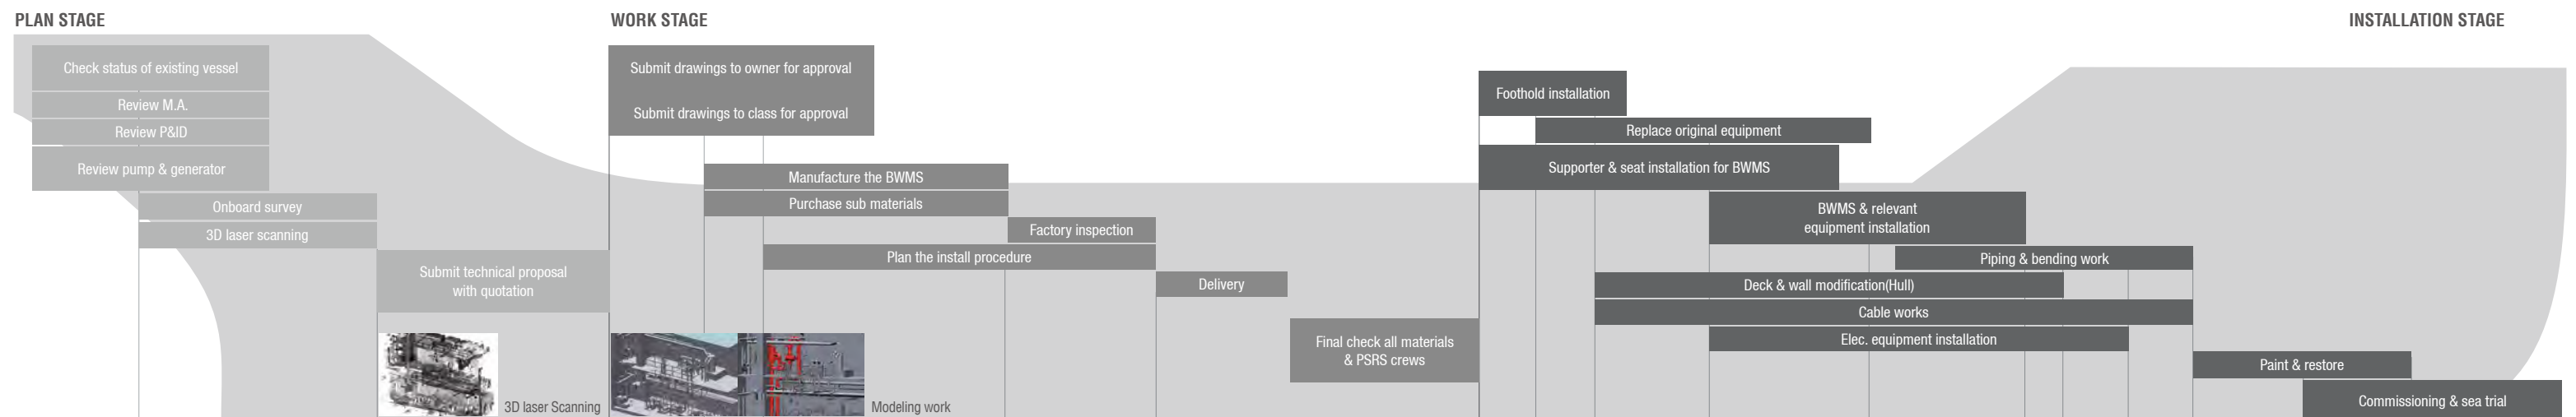 PLAN STAGE
WORK STAGE
INSTALLATION STAGE
Check status of existing vessel
Review M.A.
Review P&ID
Review pump & generator
Onboard survey
3D laser scanning
Submit technical proposal
with quotation
3D laser Scanning
Submit drawings to owner for approval
Submit drawings to class for approval
Manufacture the BWMS
Purchase sub materials
Factory inspection
Plan the install procedure
Delivery
Final check all materials
& PSRS crews
Modeling work
Foothold installation
Replace original equipment
Supporter & seat installation for BWMS
BWMS & relevant
equipment installation
Piping & bending work
Deck & wall modification(Hull)
Cable works
Elec. equipment installation
Paint & restore
Commissioning & sea trial